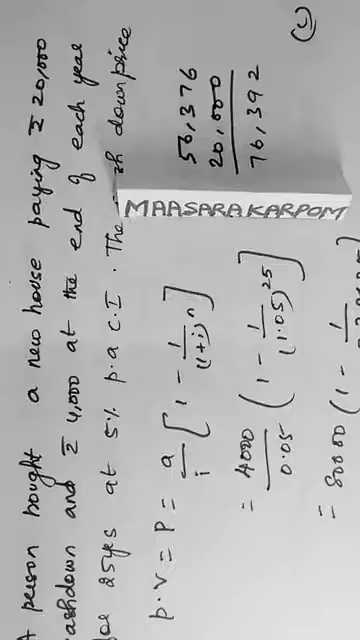 A person bought a new house paying ₹ 20,000
cashdown and ₹ 4,000 at the end of each year
for 25yes at 5% p.a C.I. The cash down price
p.v = P = a/i [1 - 1/(1+i)^n]
= 4000/0.05 (1 - 1/(1.05)^25]
= 80000 (1 - 1/
56,376
20,000
76,392
(c)
MAASARAKARPOM